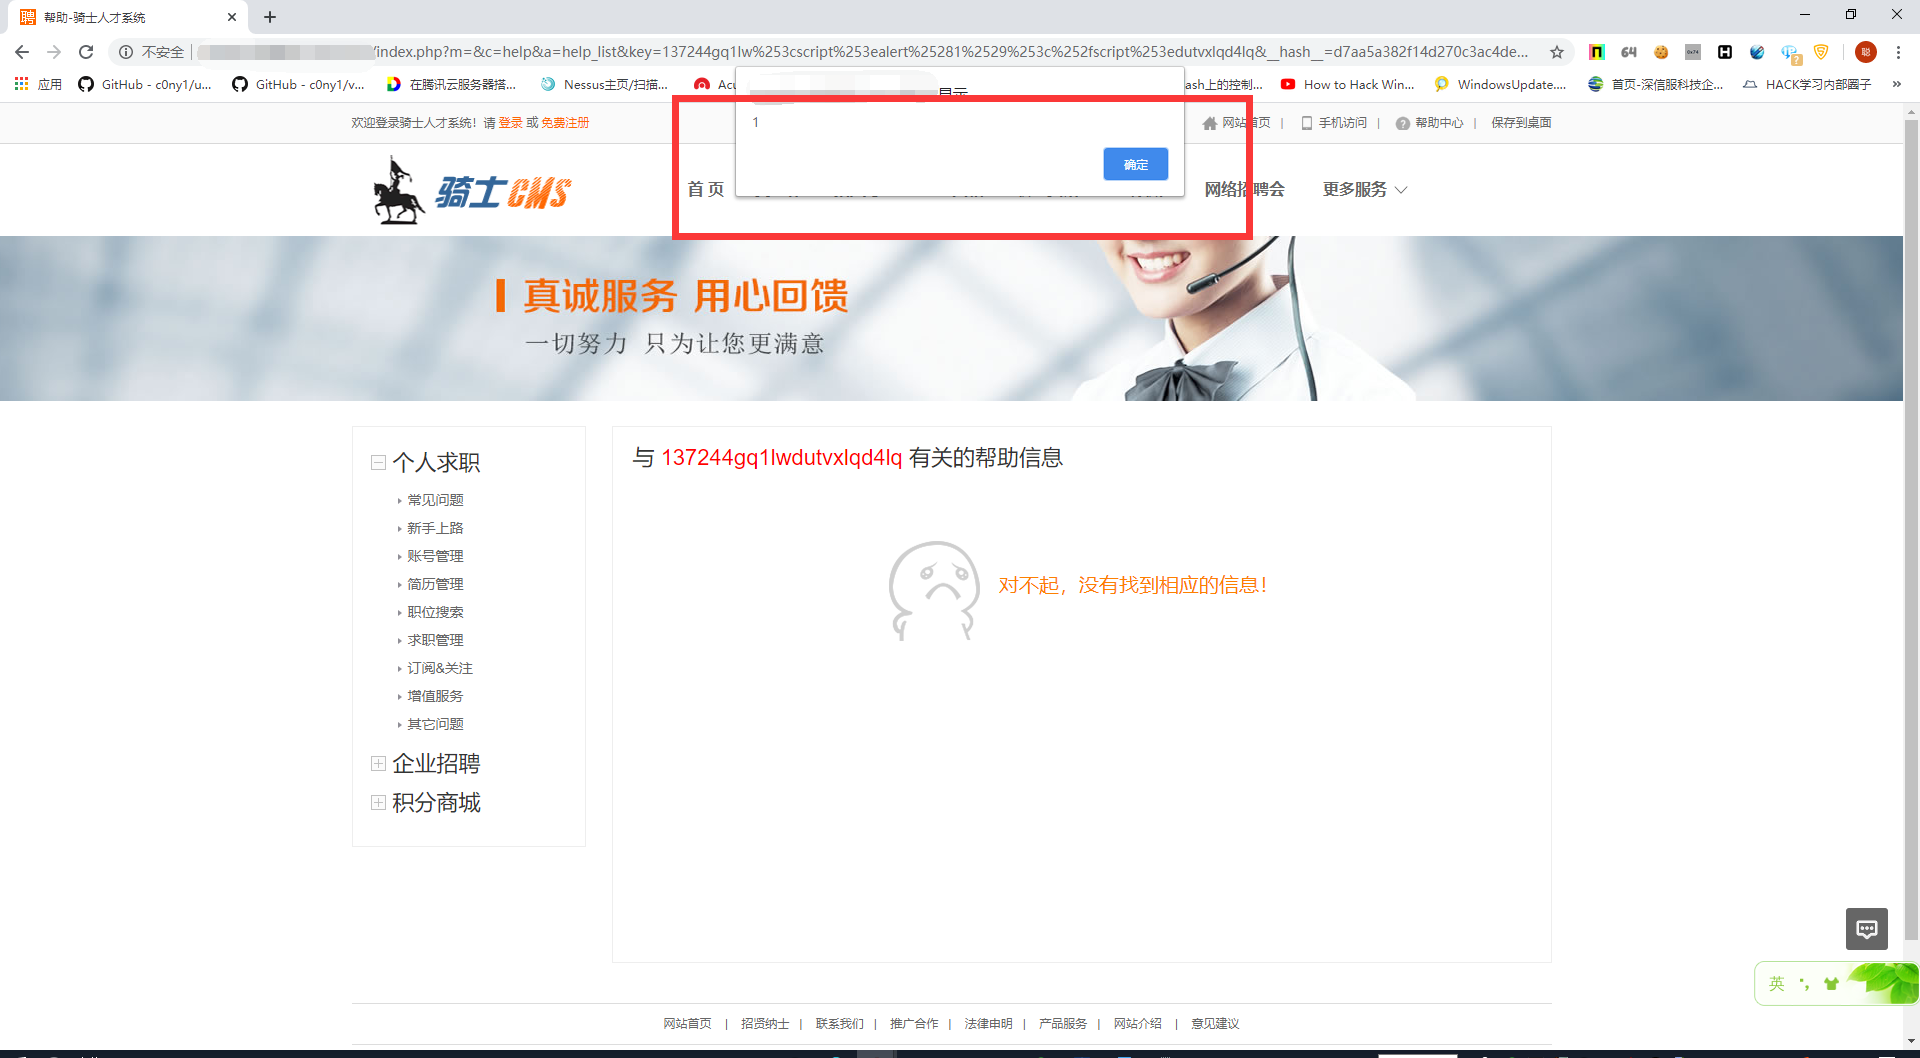 帮助-骑士人才系统
不安全
/index.php?m=&c=help&a=help_list&key=137244gq1lw%253cscript%253ealert%25281%2529%253c%252fscript%253edutvxlqd4lq&__hash__=d7aa5a382f14d270c3ac4de...
应用
GitHub - c0ny1/u...
GitHub - c0ny1/v...
在腾讯云服务器搭...
Nessus主页/扫描...
Acu
ash上的控制...
How to Hack Win...
WindowsUpdate....
首页-深信服科技企...
HACK学习内部圈子
显示
1
确定
欢迎登录骑士人才系统！请 登录 或 免费注册
网站首页 | 手机访问 | 帮助中心 | 保存到桌面
骑士CMS
首 页
网络招聘会
更多服务
真诚服务 用心回馈
一切努力 只为让您更满意
个人求职
常见问题
新手上路
账号管理
简历管理
职位搜索
求职管理
订阅&关注
增值服务
其它问题
企业招聘
积分商城
与 137244gq1lwdutvxlqd4lq 有关的帮助信息
对不起，没有找到相应的信息！
英
网站首页 | 招贤纳士 | 联系我们 | 推广合作 | 法律申明 | 产品服务 | 网站介绍 | 意见建议